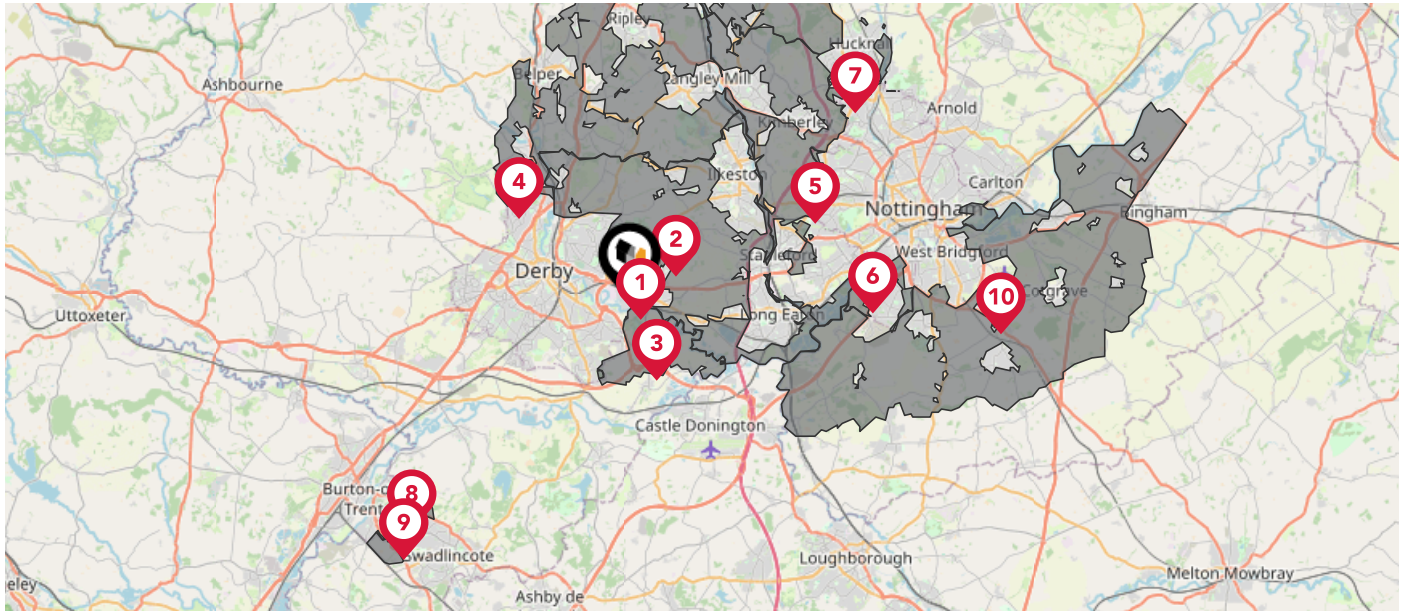 Ripley
Hucknall
Belper
Langley Mill
7
Ashbourne
Arnold
Kimberley
4
Ilkeston
5
Carlton
Nottingham
Bingham
2
Stapleford
West Bridgford
Derby
1
6
10
Cotgrave
Uttoxeter
Long Eaton
3
Castle Donington
Burton-o
8
Trent
9
Swadlincote
Loughborough
Melton Mowbray
eley
Ashby de